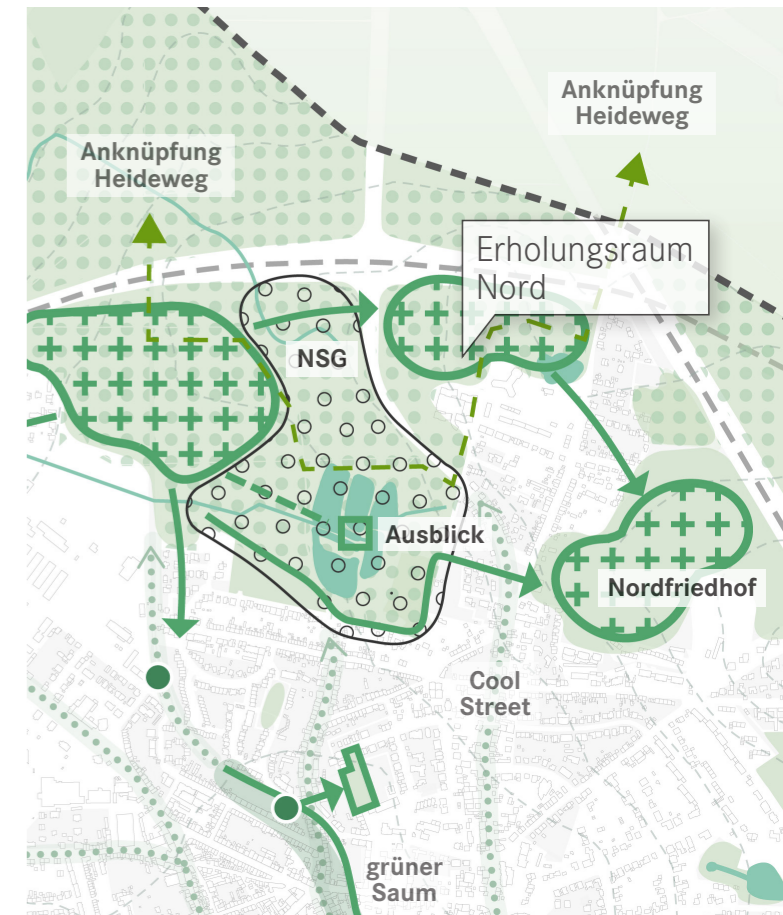 Anknüpfung
Heideweg
Anknüpfung
Heideweg
Erholungsraum
Nord
NSG
Ausblick
Nordfriedhof
Cool
Street
grüner
Saum